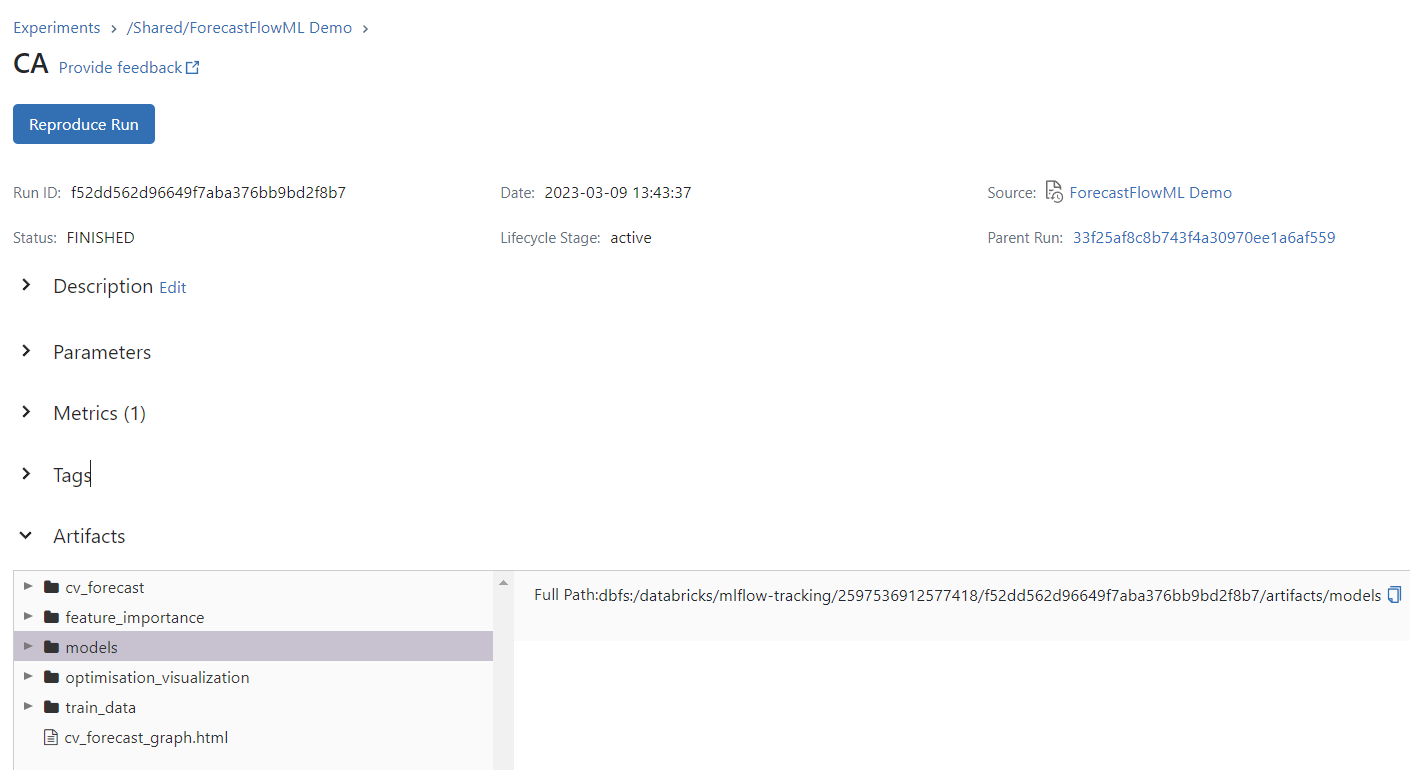 Experiments › /Shared/ForecastFlowML Demo ›
CA Provide feedback
Reproduce Run
Run ID: f52dd562d96649f7aba376bb9bd2f8b7 Date: 2023-03-09 13:43:37 Source: ForecastFlowML Demo
Status: FINISHED Lifecycle Stage: active Parent Run: 33f25af8c8b743f4a30970ee1a6af559
Description Edit
Parameters
Metrics (1)
Tags
Artifacts
cv_forecast
Full Path:dbfs:/databricks/mlflow-tracking/2597536912577418/f52dd562d96649f7aba376bb9bd2f8b7/artifacts/models
feature_importance
models
optimisation_visualization
train_data
cv_forecast_graph.html